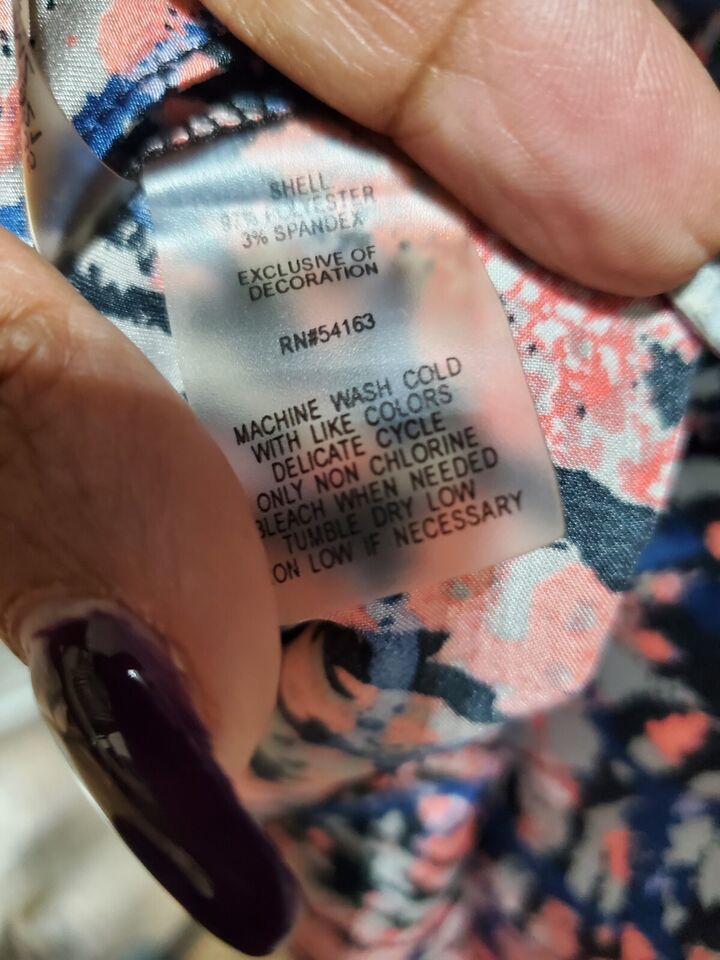 SHELL
97% POLYESTER
3% SPANDEX
EXCLUSIVE OF
DECORATION
RN#54163
MACHINE WASH COLD
WITH LIKE COLORS
DELICATE CYCLE
ONLY NON CHLORINE
BLEACH WHEN NEEDED
TUMBLE DRY LOW
ON LOW IF NECESSARY